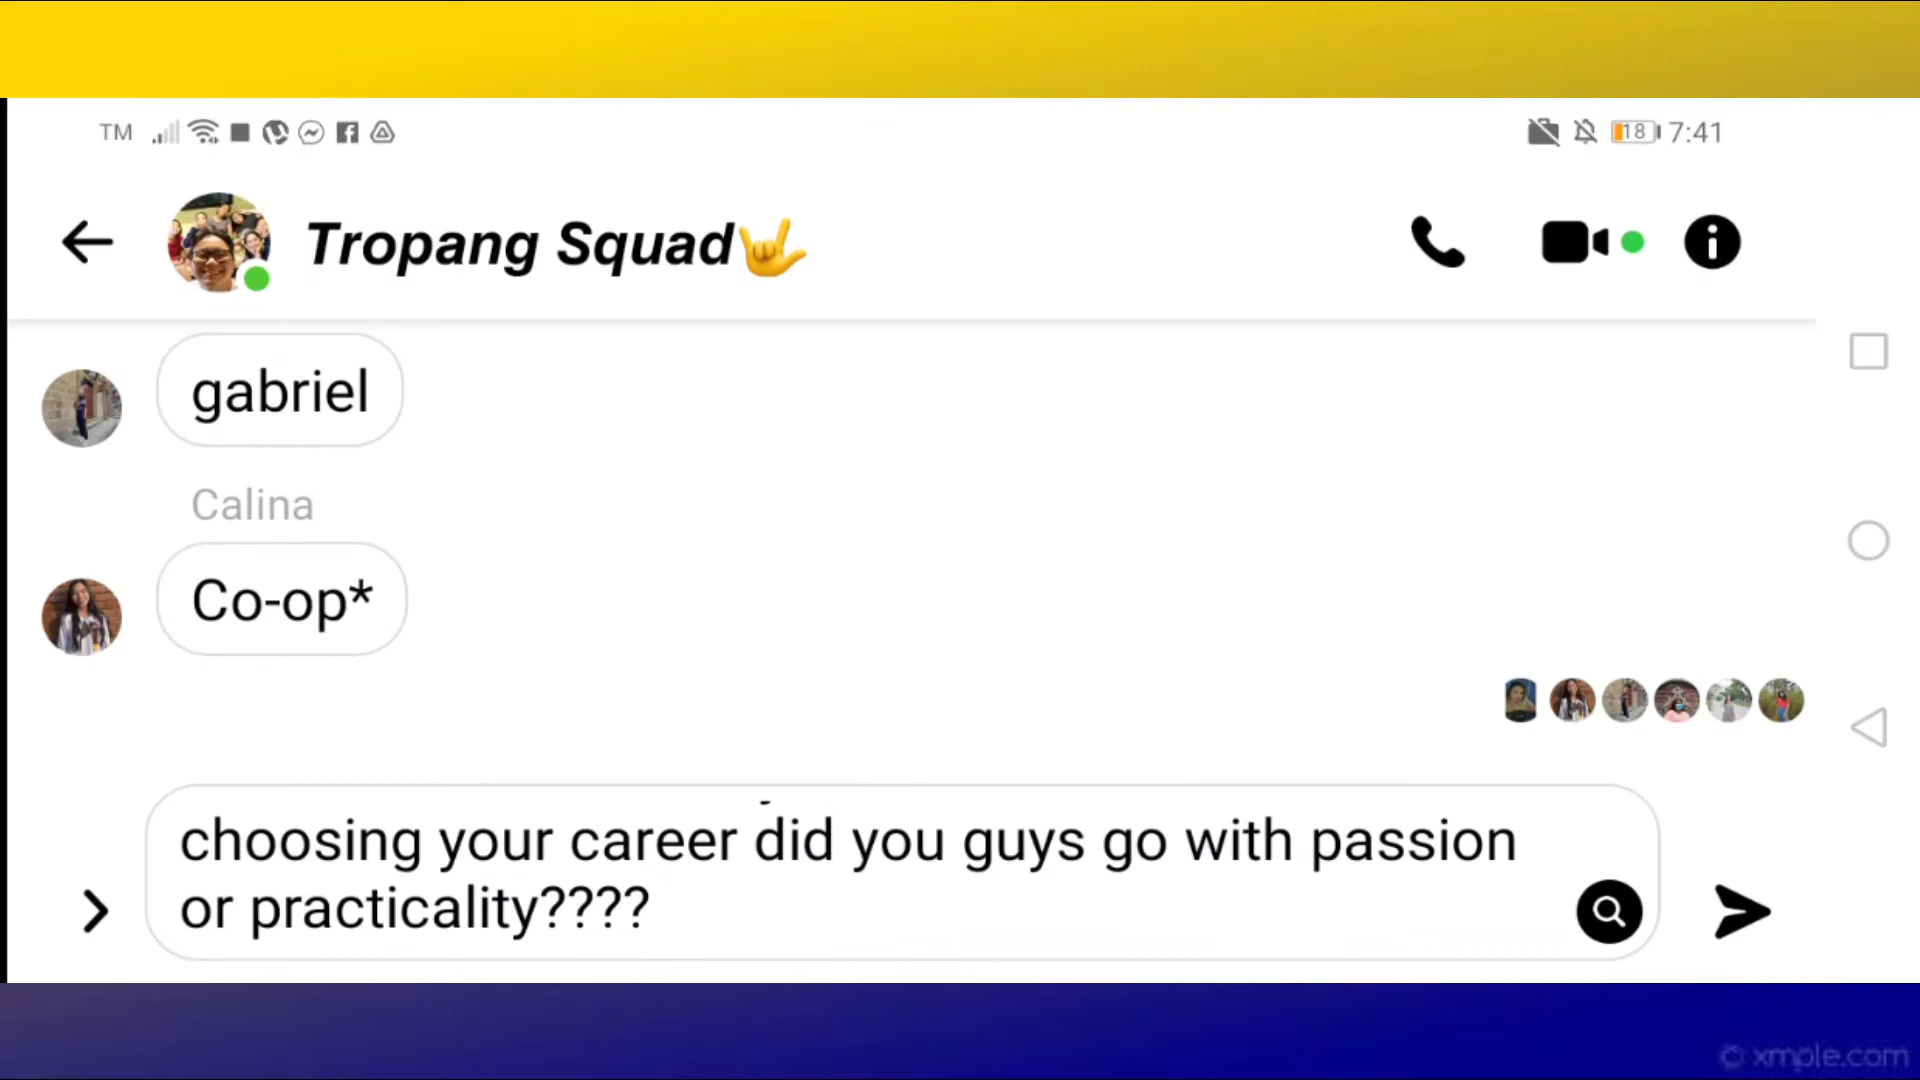 TM 18 7:41
Tropang Squad🤟
gabriel
Calina
Co-op*
choosing your career did you guys go with passion
or practicality????
© xmple.com